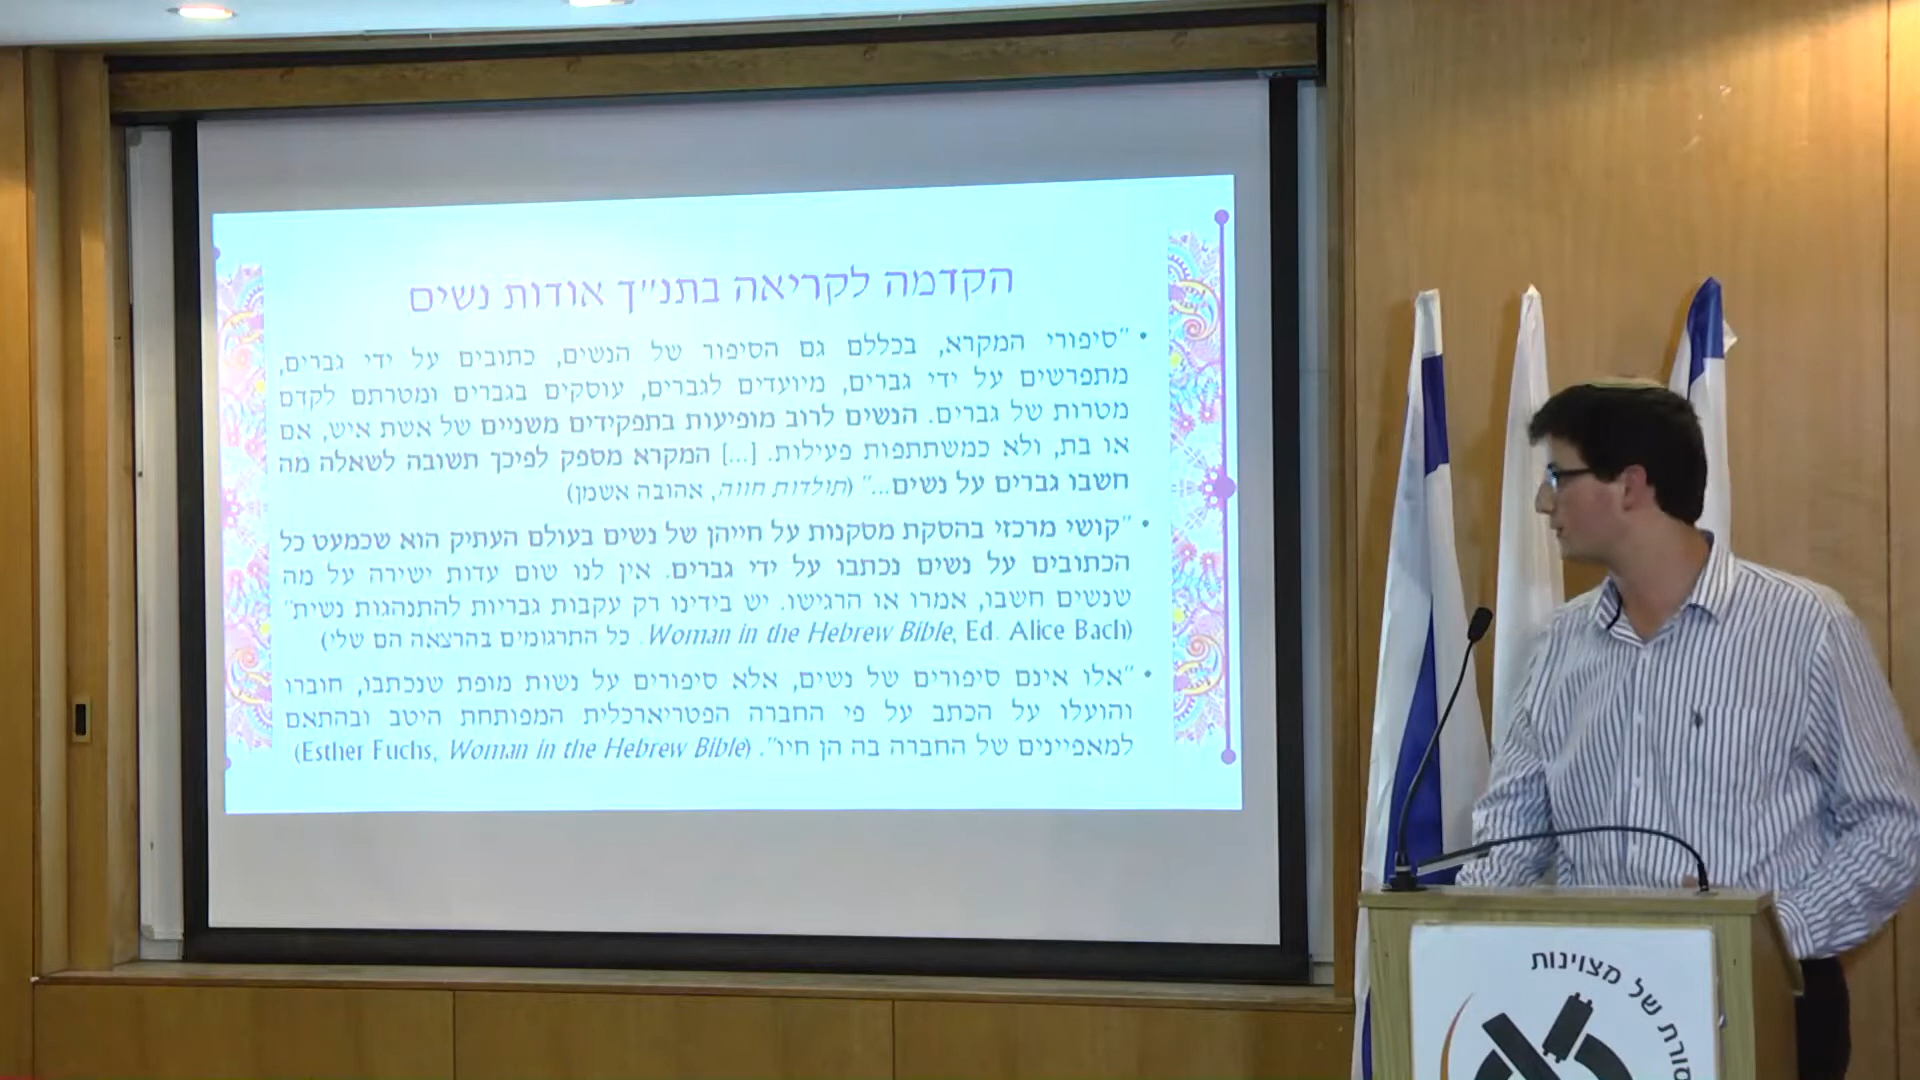 הקדמה לקריאה בתנ"ך אודות נשים
• "סיפורי המקרא, בכללם גם הסיפור של הנשים, כתובים על ידי גברים,
מתפרשים על ידי גברים, מיועדים לגברים, עוסקים בגברים ומטרתם לקדם
מטרות של גברים. הנשים לרוב מופיעות בתפקידים משניים של אשת איש, אם
או בת, ולא כמשתתפות פעילות. [...] המקרא מספק לפיכך תשובה לשאלה מה
חשבו גברים על נשים..." (תולדות חווה, אהובה אשמן)
• "קושי מרכזי בהסקת מסקנות על חייהן של נשים בעולם העתיק הוא שכמעט כל
הכתובים על נשים נכתבו על ידי גברים. אין לנו שום עדות ישירה על מה
שנשים חשבו, אמרו או הרגישו. יש בידינו רק עקבות גבריות להתנהגות נשית"
(Woman in the Hebrew Bible, Ed. Alice Bach. כל התרגומים בהרצאה הם שלי)
• "אלו אינם סיפורים של נשים, אלא סיפורים על נשות מופת שנכתבו, חוברו
והועלו על הכתב על פי החברה הפטריארכלית המפותחת היטב ובהתאם
למאפיינים של החברה בה הן חיו". (Esther Fuchs, Woman in the Hebrew Bible)
סורת של מצוינות